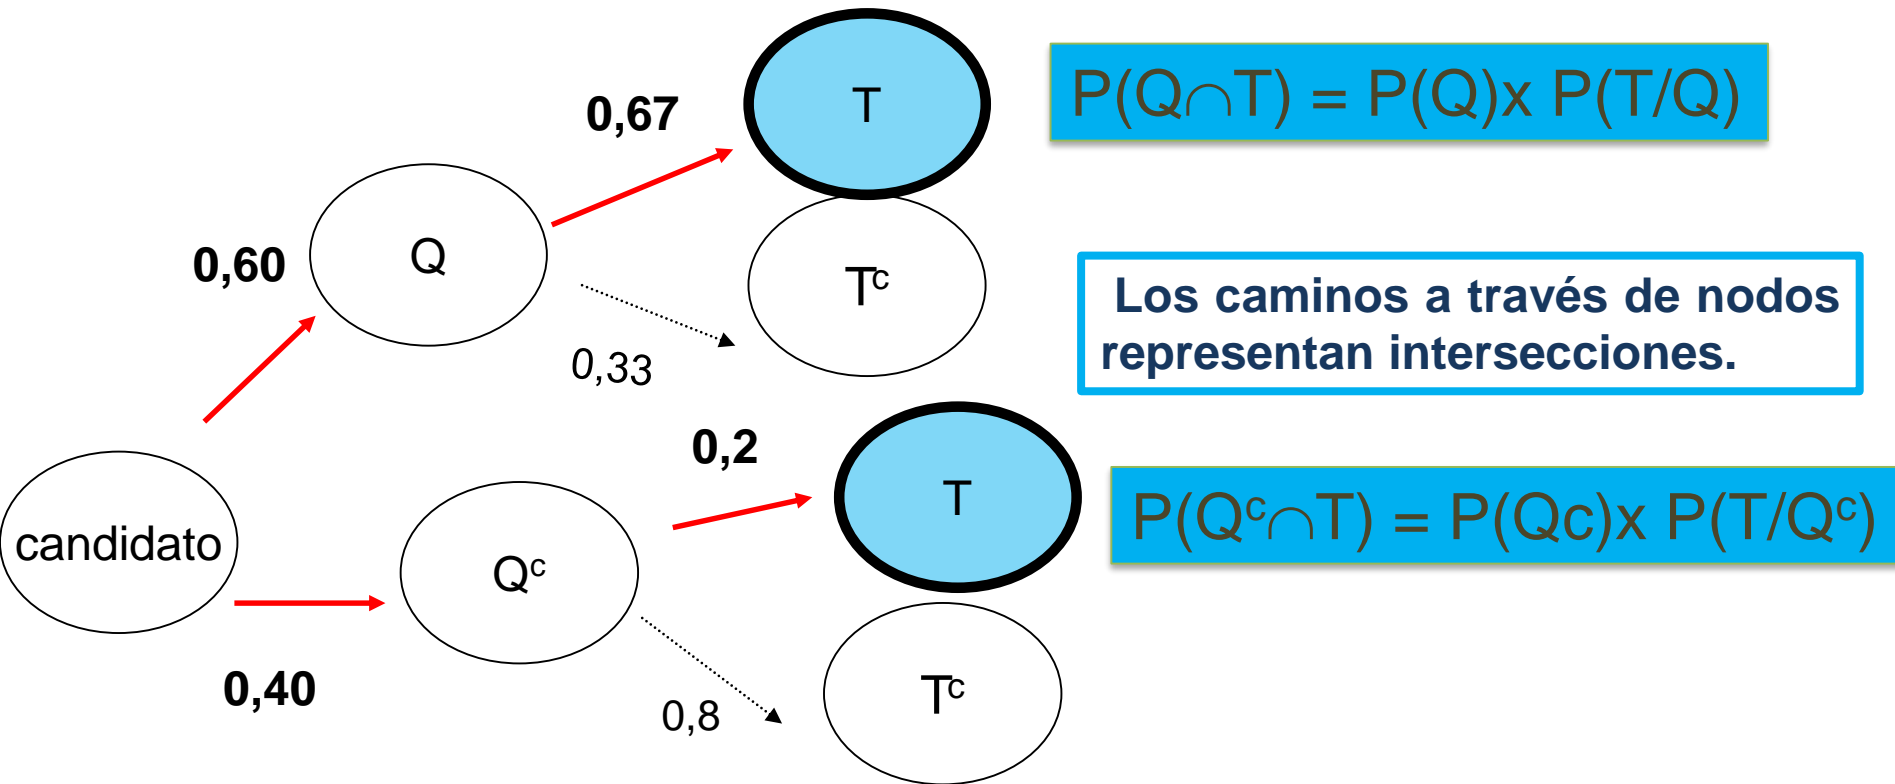 T
P(Q∩T) = P(Q)x P(T/Q)
0,67
Q
0,60
Tᶜ
Los caminos a través de nodos
representan intersecciones.
0,33
0,2
T
P(Qᶜ∩T) = P(Qc)x P(T/Qᶜ)
candidato
Qᶜ
0,40
0,8
Tᶜ